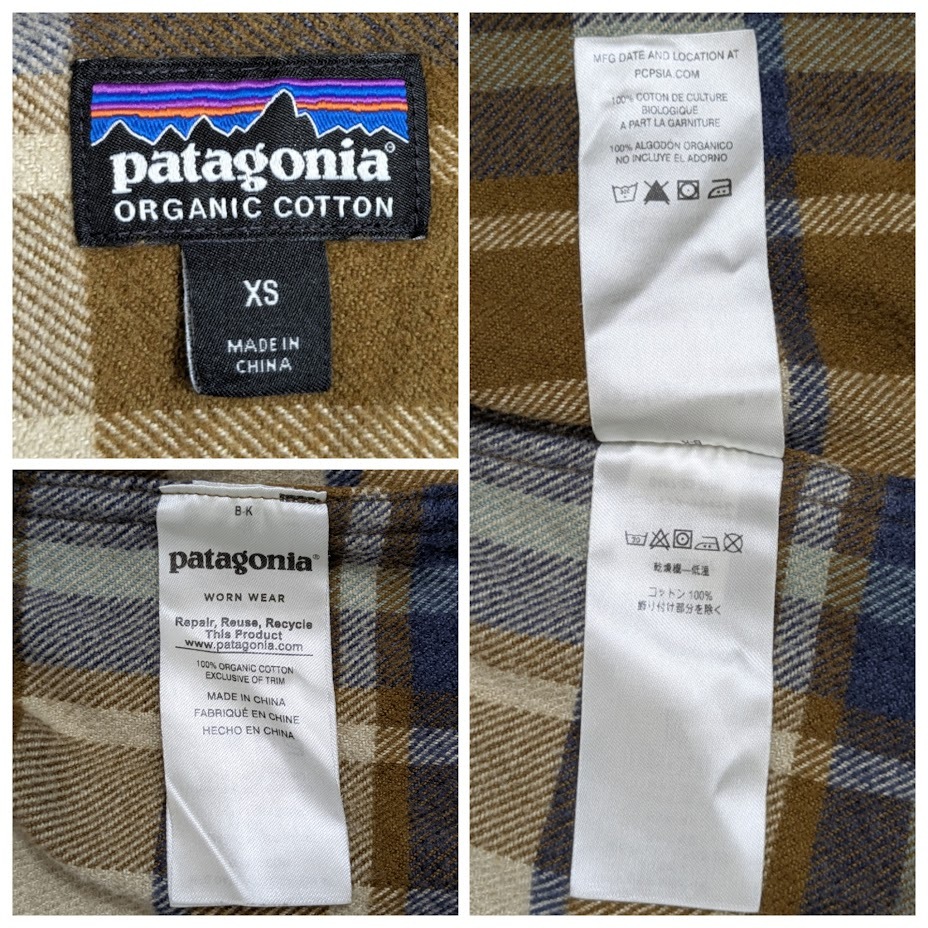 patagonia®
ORGANIC COTTON
XS
MADE IN
CHINA
B-K
patagonia®
WORN WEAR
Repair, Reuse, Recycle
This Product
www.patagonia.com
100% ORGANIC COTTON
EXCLUSIVE OF TRIM
MADE IN CHINA
FABRIQUÉ EN CHINE
HECHO EN CHINA
MFG DATE AND LOCATION AT
PCPSIA.COM
100% COTON DE CULTURE
BIOLOGIQUE
A PART LA GARNITURE
100% ALGODÓN ORGANICO
NO INCLUYE EL ADORNO
B-K
乾燥機—低温
コットン 100%
飾り付け部分を除く